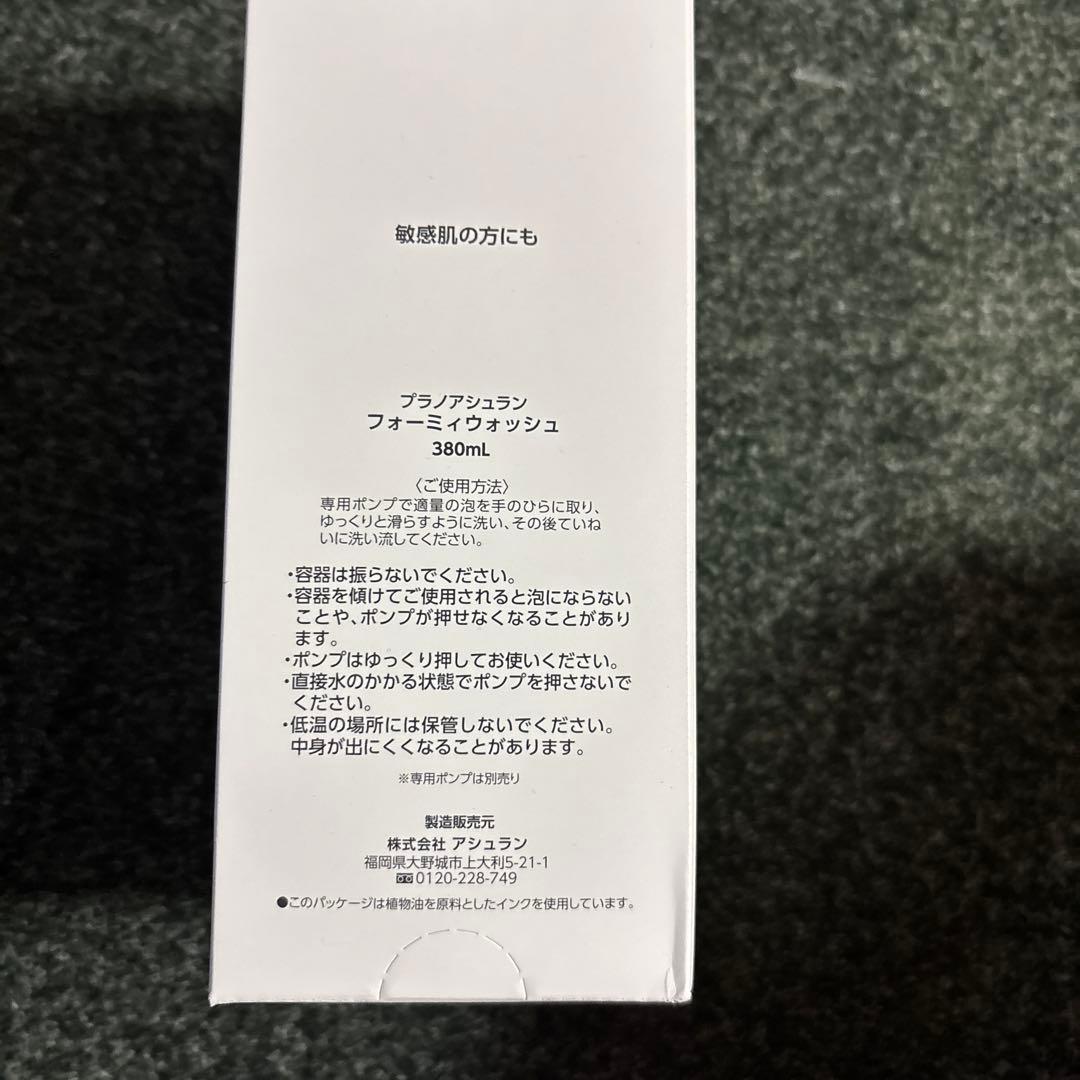 敏感肌の方にも
プラノアシュラン
フォーミィウォッシュ
380mL
〈ご使用方法〉
専用ポンプで適量の泡を手のひらに取り、
ゆっくりと滑らすように洗い、その後ていね
いに洗い流してください。
・容器は振らないでください。
・容器を傾けてご使用されると泡にならない
ことや、ポンプが押せなくなることがあり
ます。
・ポンプはゆっくり押してお使いください。
・直接水のかかる状態でポンプを押さないで
ください。
・低温の場所には保管しないでください。
中身が出にくくなることがあります。
※専用ポンプは別売り
製造販売元
株式会社 アシュラン
福岡県大野城市上大利5-21-1
0120-228-749
●このパッケージは植物油を原料としたインクを使用しています。